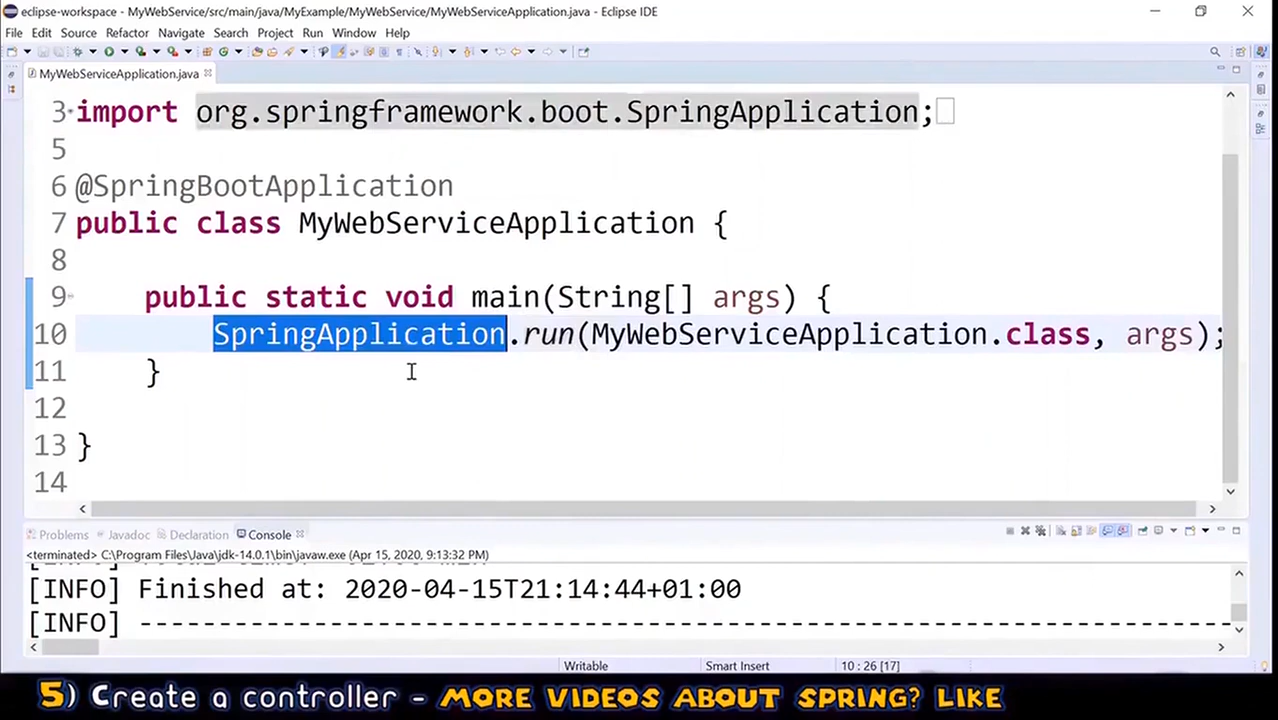 eclipse-workspace - MyWebService/src/main/java/MyExample/MyWebService/MyWebServiceApplication.java - Eclipse IDE
File Edit Source Refactor Navigate Search Project Run Window Help
MyWebServiceApplication.java
3 import org.springframework.boot.SpringApplication;
5
6 @SpringBootApplication
7 public class MyWebServiceApplication {
8
9 public static void main(String[] args) {
10 SpringApplication.run(MyWebServiceApplication.class, args);
11 }
12
13 }
14
Problems Javadoc Declaration Console
<terminated> C:\Program Files\Java\jdk-14.0.1\bin\javaw.exe (Apr 15, 2020, 9:13:32 PM)
[INFO] Finished at: 2020-04-15T21:14:44+01:00
[INFO] ------------------------------------------------------------------------
Writable Smart Insert 10 : 26 [17]
5) Create a controller - MORE VIDEOS ABOUT SPRING? LIKE